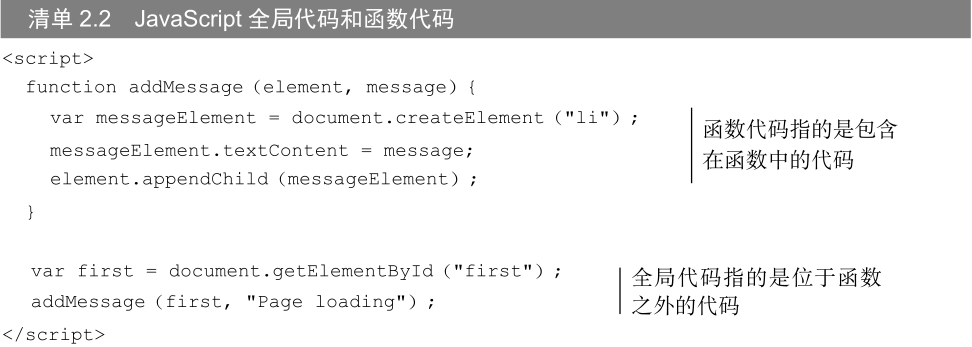 清单 2.2 JavaScript 全局代码和函数代码
<script>
function addMessage (element, message) {
var messageElement = document.createElement ("li") ;
函数代码指的是包含
messageElement.textContent = message;
在函数中的代码
element.appendChild (messageElement) ;
}
var first = document.getElementById ("first") ;
全局代码指的是位于函数
addMessage (first, "Page loading") ;
之外的代码
</script>